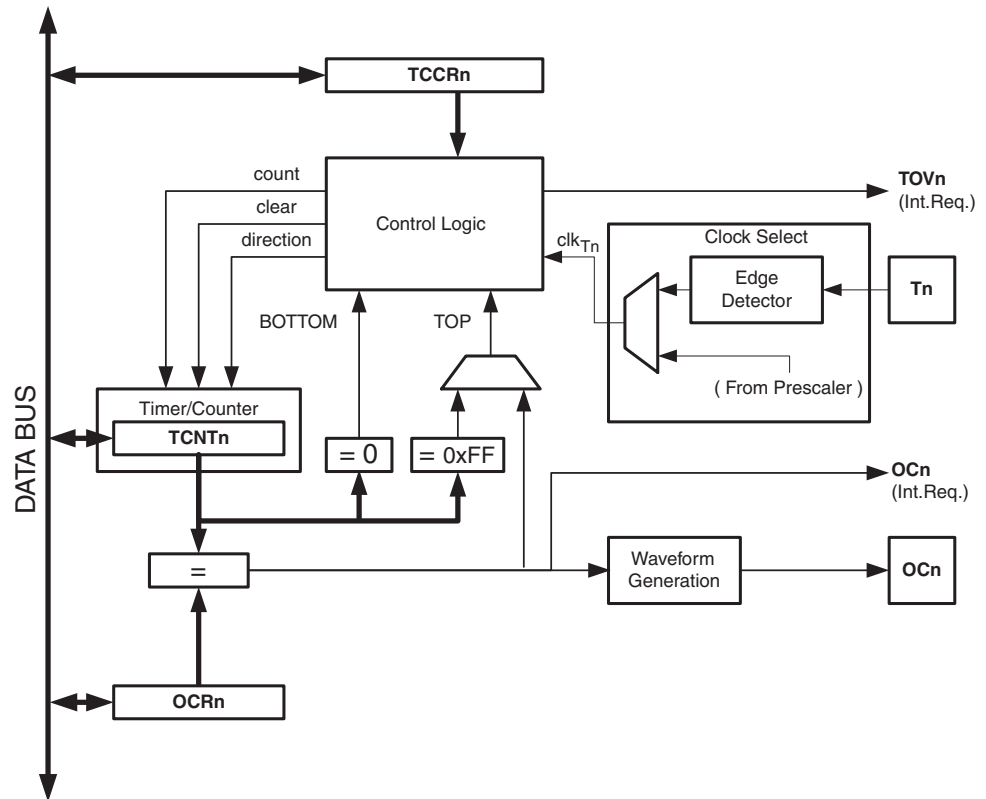 TCCRn
count
clear
direction
Control Logic
TOVn
(Int.Req.)
clkTn
Clock Select
Edge
Detector
Tn
( From Prescaler )
BOTTOM
TOP
Timer/Counter
TCNTn
= 0
= 0xFF
DATA BUS
OCn
(Int.Req.)
=
Waveform
Generation
OCn
OCRn